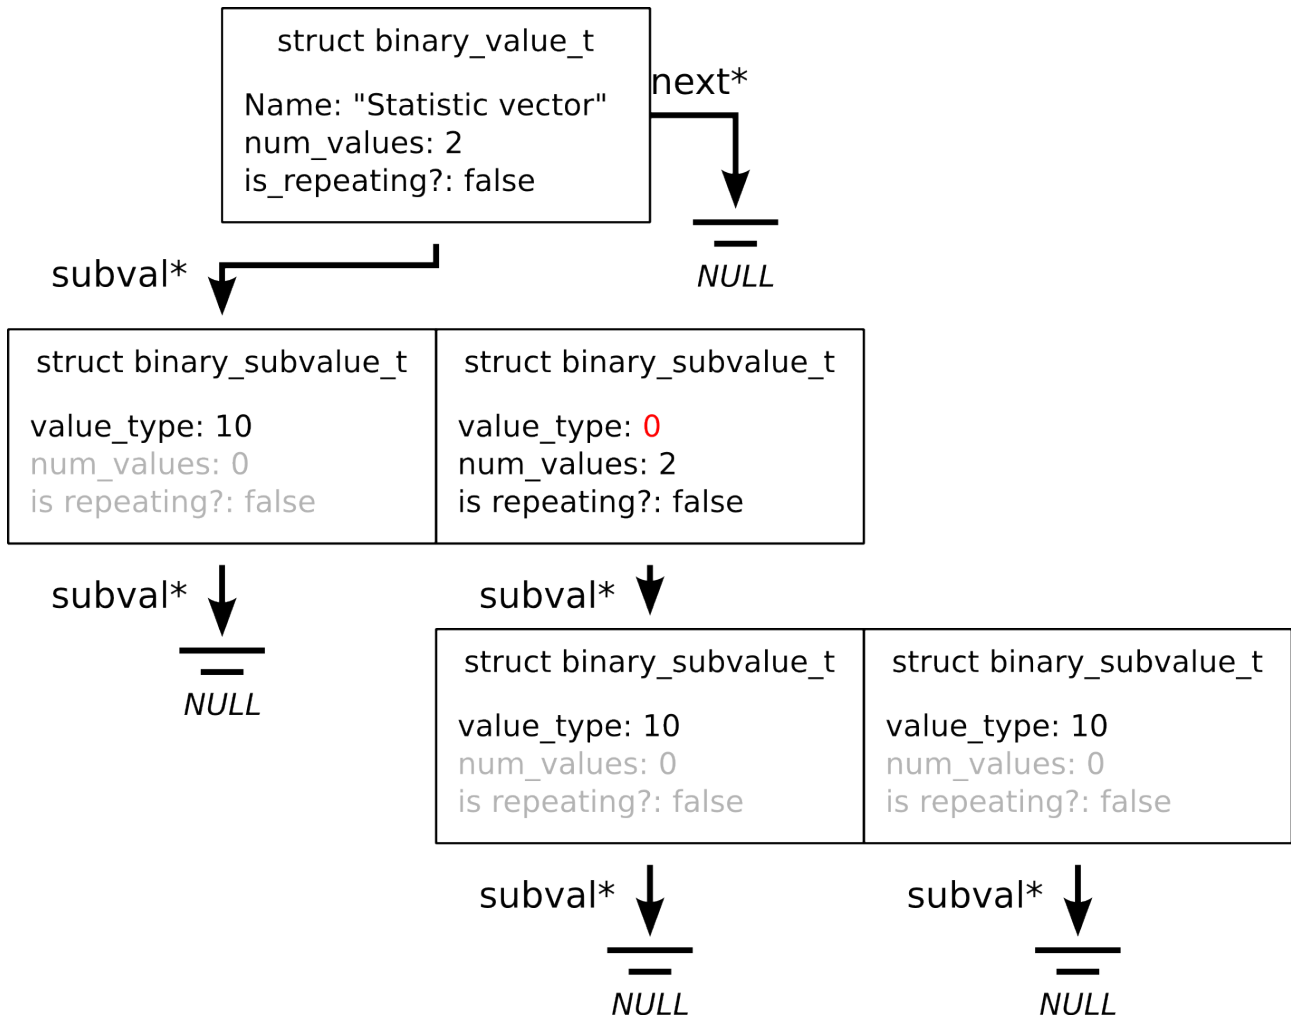 struct binary_value_t
Name: "Statistic vector"
num_values: 2
is_repeating?: false
next*
NULL
subval*
struct binary_subvalue_t
value_type: 10
num_values: 0
is repeating?: false
struct binary_subvalue_t
value_type: 0
num_values: 2
is repeating?: false
subval*
NULL
subval*
struct binary_subvalue_t
value_type: 10
num_values: 0
is repeating?: false
struct binary_subvalue_t
value_type: 10
num_values: 0
is repeating?: false
subval*
NULL
subval*
NULL